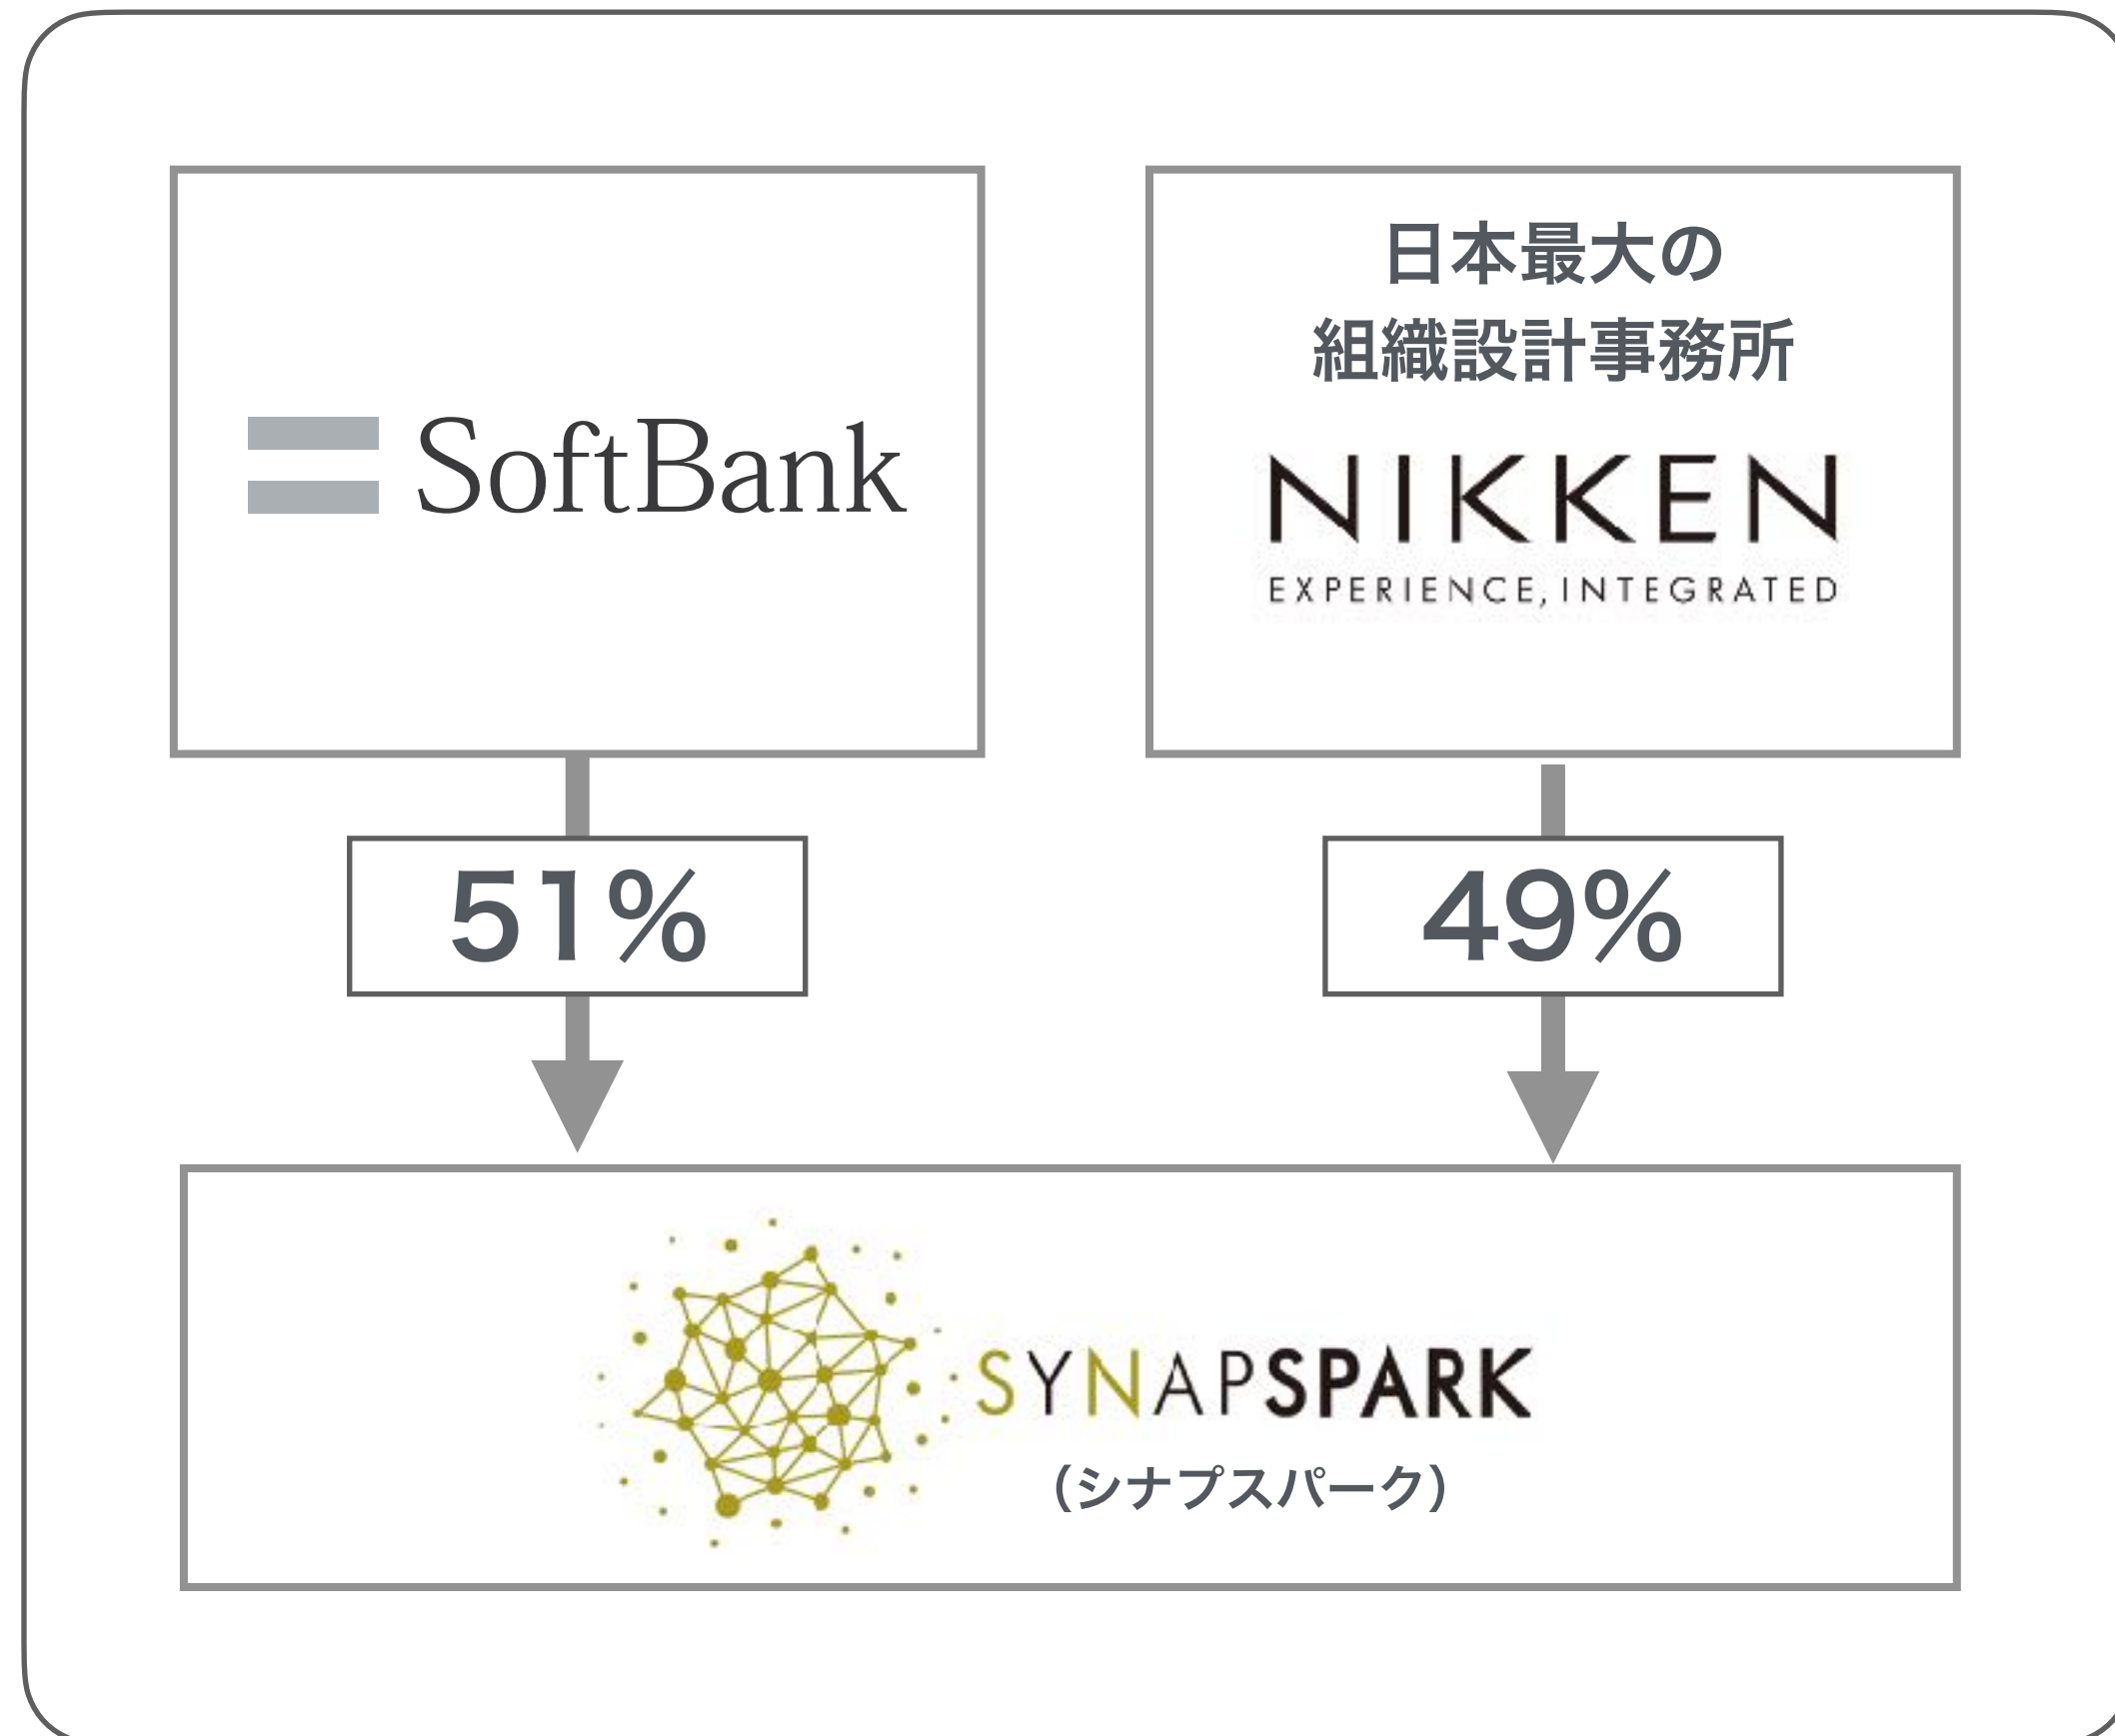 SoftBank
日本最大の
組織設計事務所
NIKKEN
EXPERIENCE, INTEGRATED
51%
49%
SYNAPSPARK
（シナプスパーク）